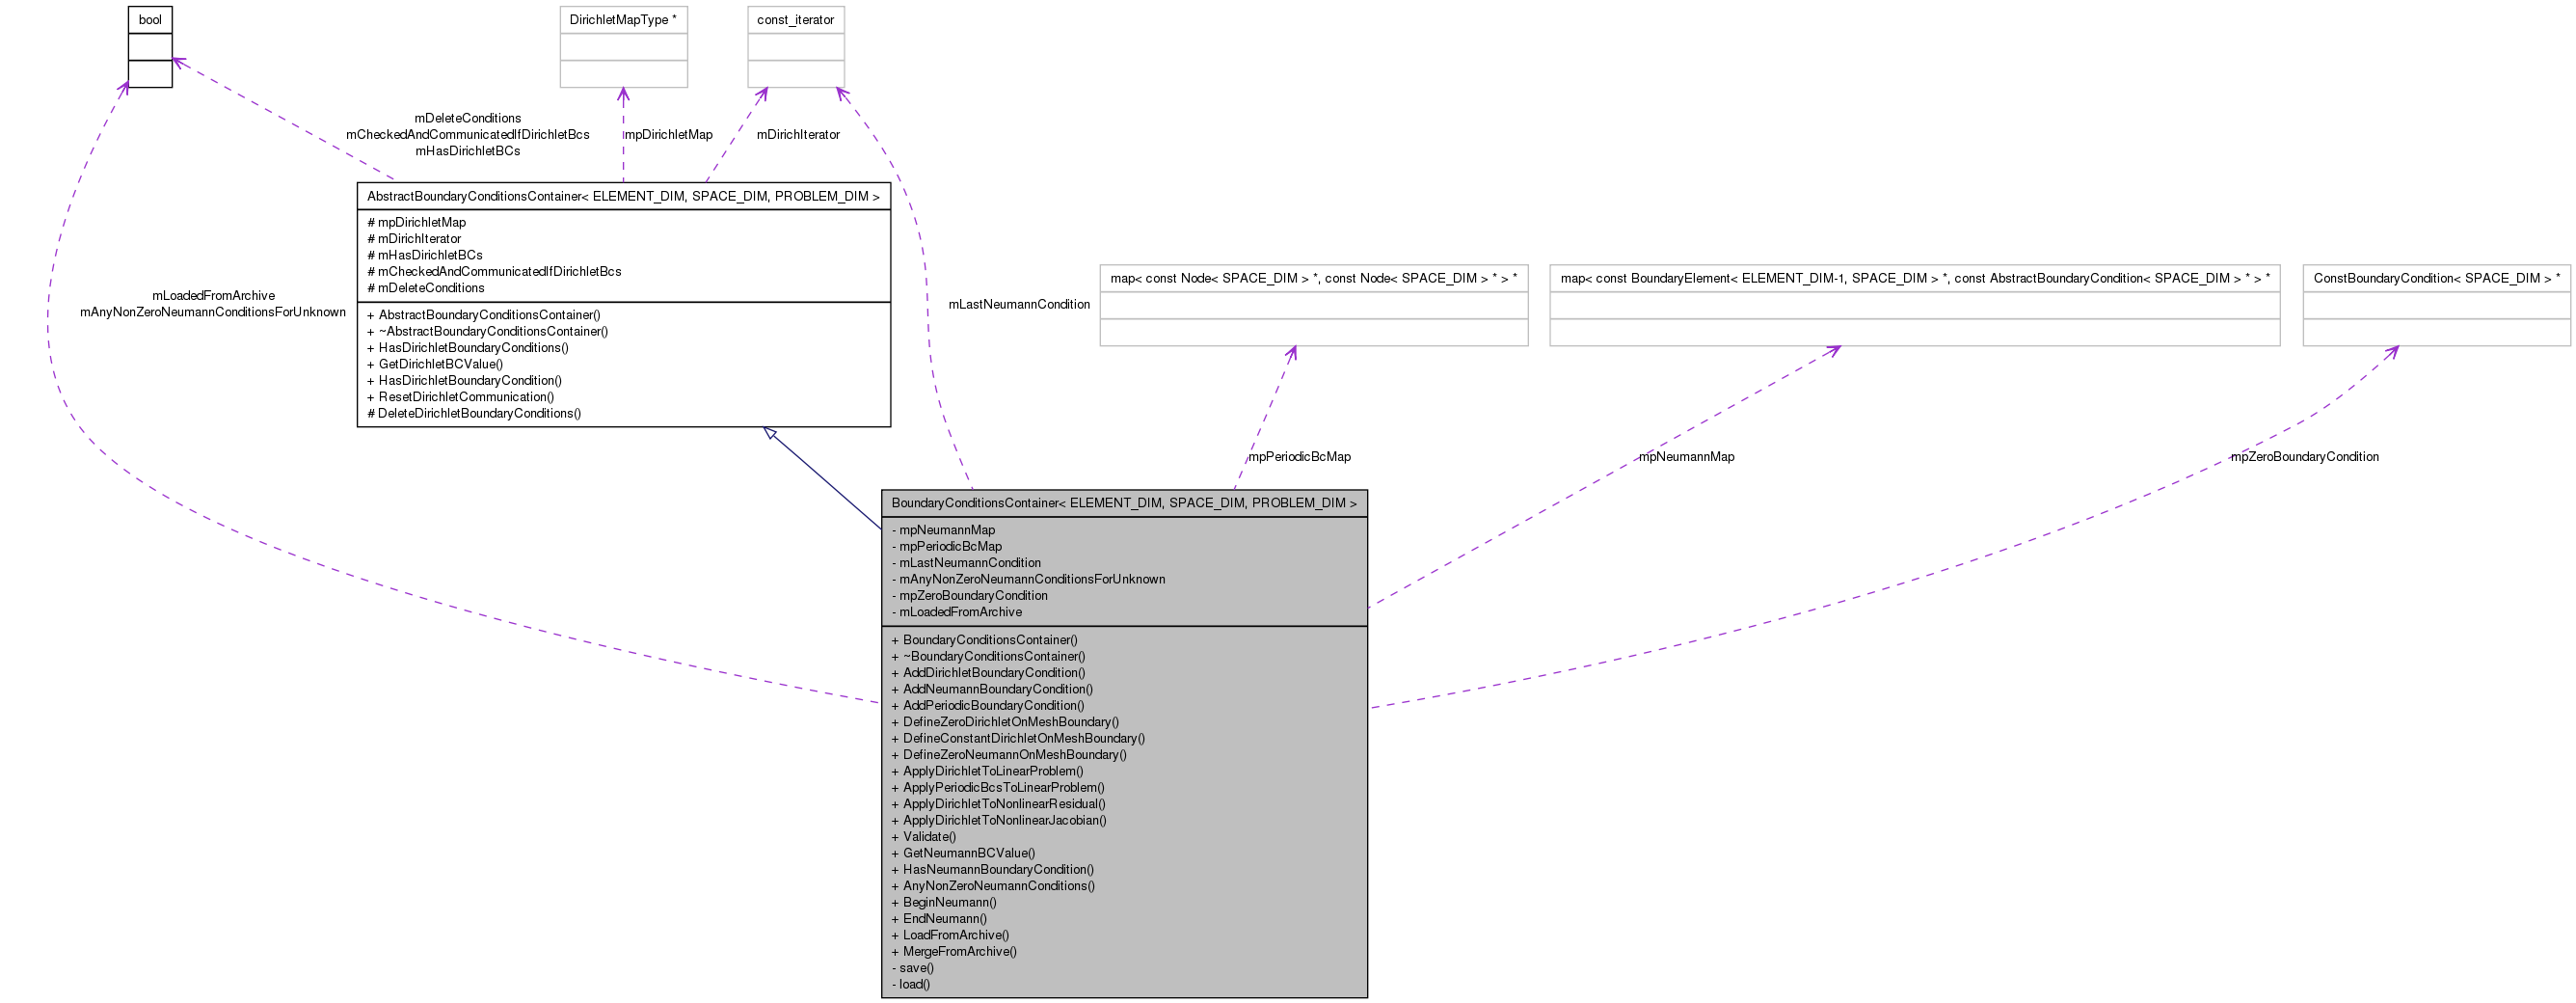 bool
DirichletMapType *
const_iterator
mDeleteConditions
mCheckedAndCommunicatedIfDirichletBcs
mHasDirichletBCs
mpDirichletMap
mDirichIterator
AbstractBoundaryConditionsContainer< ELEMENT_DIM, SPACE_DIM, PROBLEM_DIM >
# mpDirichletMap
# mDirichIterator
# mHasDirichletBCs
# mCheckedAndCommunicatedIfDirichletBcs
# mDeleteConditions
+ AbstractBoundaryConditionsContainer()
+ ~AbstractBoundaryConditionsContainer()
+ HasDirichletBoundaryConditions()
+ GetDirichletBCValue()
+ HasDirichletBoundaryCondition()
+ ResetDirichletCommunication()
# DeleteDirichletBoundaryConditions()
mLoadedFromArchive
mAnyNonZeroNeumannConditionsForUnknown
mLastNeumannCondition
map< const Node< SPACE_DIM > *, const Node< SPACE_DIM > * > *
map< const BoundaryElement< ELEMENT_DIM-1, SPACE_DIM > *, const AbstractBoundaryCondition< SPACE_DIM > * > *
ConstBoundaryCondition< SPACE_DIM > *
mpPeriodicBcMap
mpNeumannMap
mpZeroBoundaryCondition
BoundaryConditionsContainer< ELEMENT_DIM, SPACE_DIM, PROBLEM_DIM >
- mpNeumannMap
- mpPeriodicBcMap
- mLastNeumannCondition
- mAnyNonZeroNeumannConditionsForUnknown
- mpZeroBoundaryCondition
- mLoadedFromArchive
+ BoundaryConditionsContainer()
+ ~BoundaryConditionsContainer()
+ AddDirichletBoundaryCondition()
+ AddNeumannBoundaryCondition()
+ AddPeriodicBoundaryCondition()
+ DefineZeroDirichletOnMeshBoundary()
+ DefineConstantDirichletOnMeshBoundary()
+ DefineZeroNeumannOnMeshBoundary()
+ ApplyDirichletToLinearProblem()
+ ApplyPeriodicBcsToLinearProblem()
+ ApplyDirichletToNonlinearResidual()
+ ApplyDirichletToNonlinearJacobian()
+ Validate()
+ GetNeumannBCValue()
+ HasNeumannBoundaryCondition()
+ AnyNonZeroNeumannConditions()
+ BeginNeumann()
+ EndNeumann()
+ LoadFromArchive()
+ MergeFromArchive()
- save()
- load()